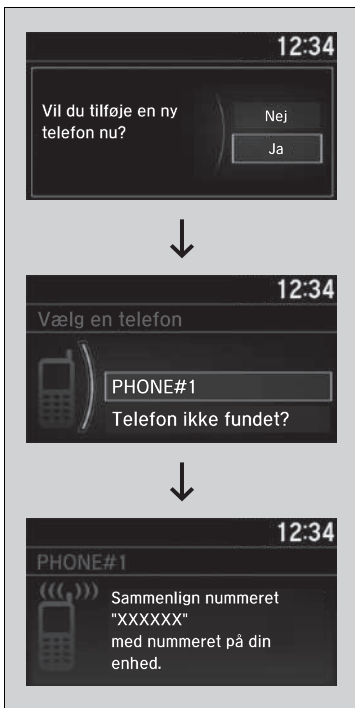 12:34
Vil du tilføje en ny
telefon nu?
Nej
Ja
12:34
Vælg en telefon
PHONE#1
Telefon ikke fundet?
12:34
PHONE#1
Sammenlign nummeret
"XXXXXX"
med nummeret på din
enhed.